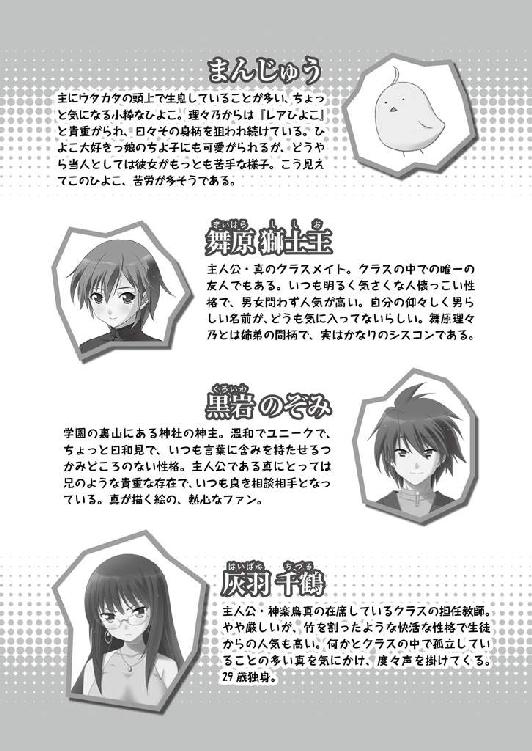 まんじゅう
主にウタカタの頭上で生息していることが多い、ちょっ
と気になる小粋なひよこ。理々乃からは『レアひよこ』
と貴重がられ、日々その身柄を狙われ続けている。ひ
よこ大好きっ娘のちよ子にも可愛がられるが、どうや
ら当人としては彼女がもっとも苦手な様子。こう見え
てこのひよこ、苦労が多そうである。
まいはら ししお
舞原 獅士王
主人公・真のクラスメイト。クラスの中での唯一の
友人でもある。いつも明るく気さくな人懐っこい性
格で、男女問わず人気が高い。自分の仰々しく男らし
い名前が、どうも気に入ってないらしい。舞原理々
乃とは姉弟の間柄で、実はかなりのシスコンである。
くろいわ
黒岩 のぞみ
学園の裏山にある神社の神主。温和でユニークで、
ちょっと日和見で、いつも言葉に含みを持たせるつ
かみどころのない性格。主人公である真にとっては
兄のような貴重な存在で、いつも良き相談相手となっ
ている。真が描く絵の、熱心なファン。
はいばね ちづる
灰羽 千鶴
主人公・神楽鳥真の在席しているクラスの担任教師。
やや厳しいが、竹を割ったような快活な性格で生徒
からの人気も高い。何かとクラスの中で孤立している
ことの多い真を気にかけ、度々声を掛けてくる。
29歳独身。